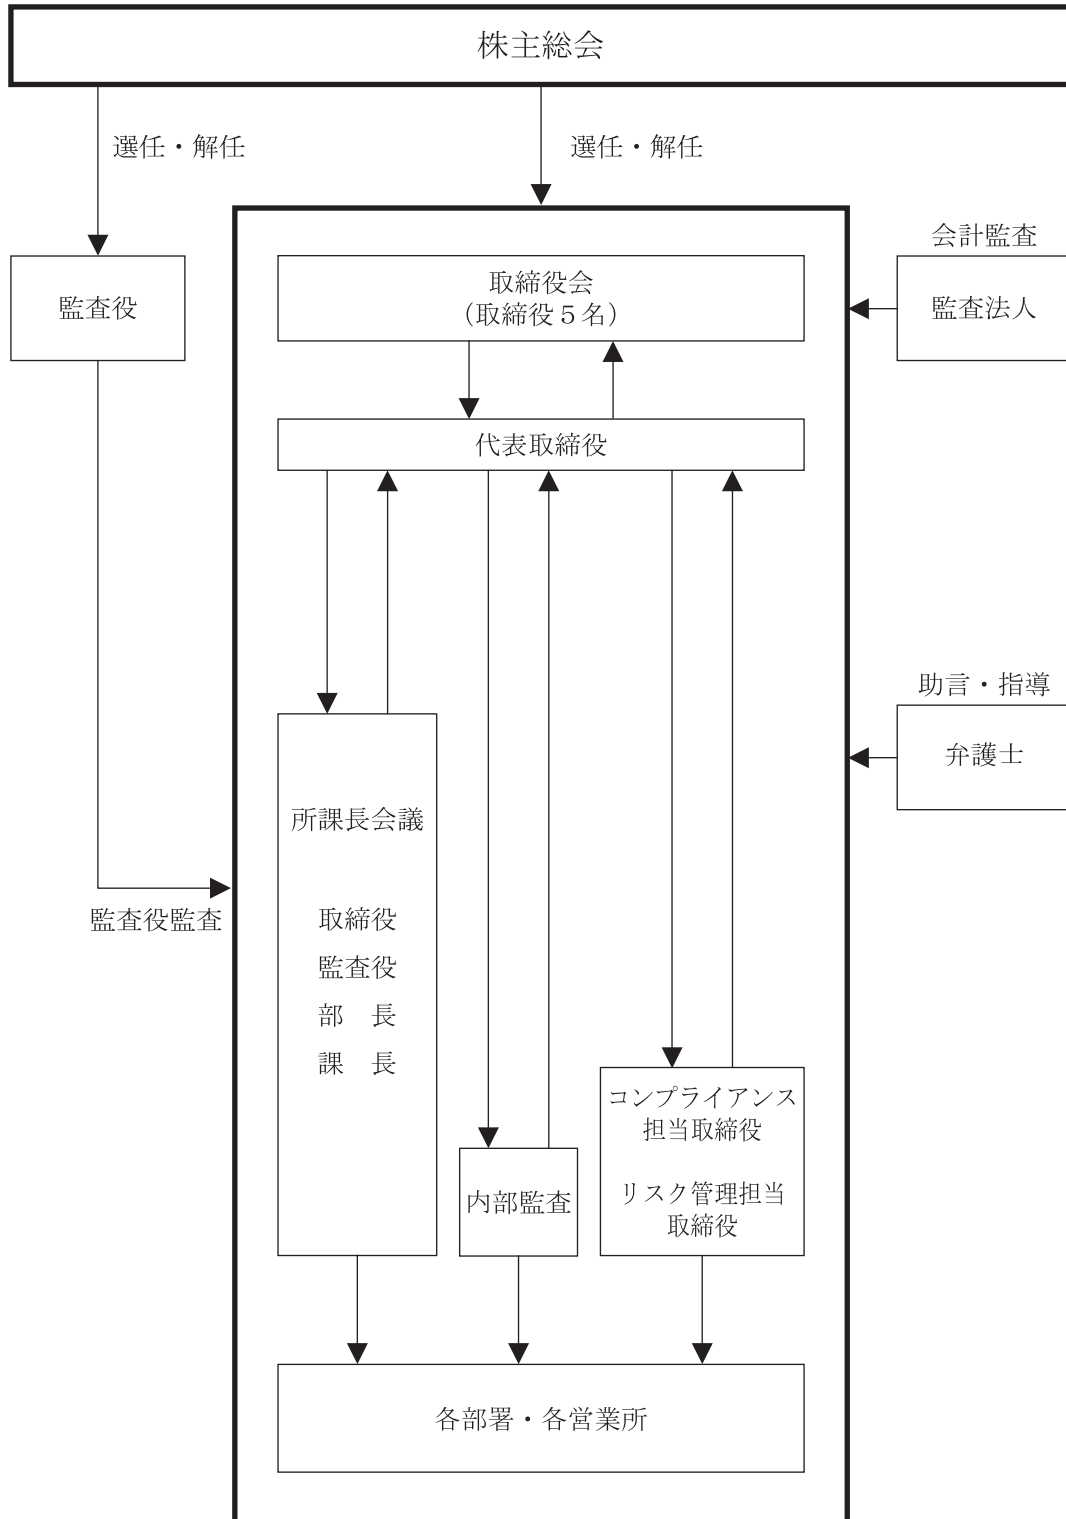 株主総会
選任・解任
選任・解任
会計監査
監査役
取締役会
（取締役５名）
監査法人
代表取締役
助言・指導
弁護士
所課長会議
取締役
監査役
部　長
課　長
監査役監査
コンプライアンス
担当取締役
リスク管理担当
取締役
内部監査
各部署・各営業所